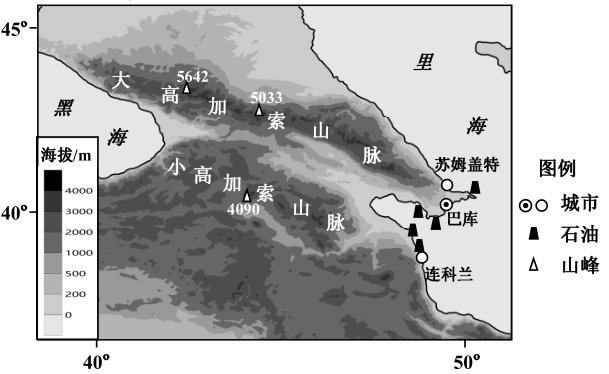 45°
5642
大高加索山脉
5033
里海
黑海
海拔/m
4000
3000
2000
1000
500
200
0
小高加索山脉
4090
苏姆盖特
巴库
连科兰
40°
40°
50°
图例
城市
石油
山峰